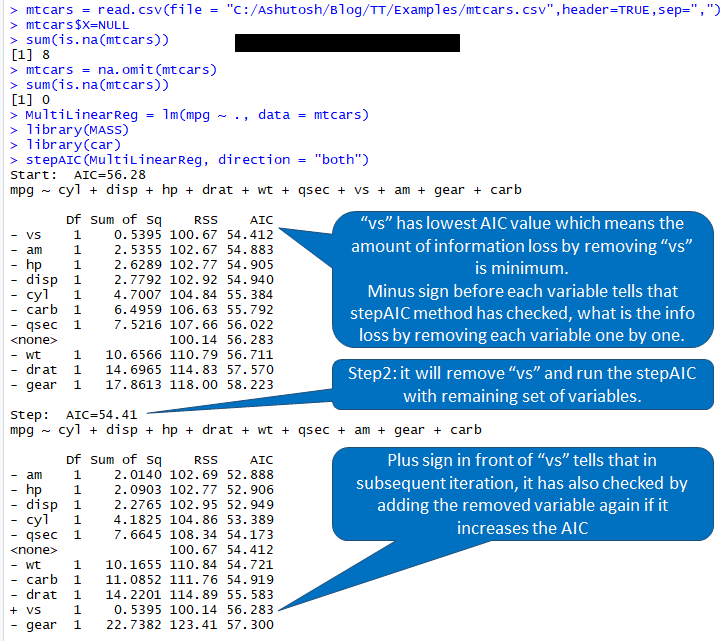 > mtcars = read.csv(file = "C:/Ashutosh/Blog/TT/Examples/mtcars.csv",header=TRUE,sep=",")
> mtcars$X=NULL
> sum(is.na(mtcars))
[1] 8
> mtcars = na.omit(mtcars)
> sum(is.na(mtcars))
[1] 0
> MultiLinearReg = lm(mpg ~ ., data = mtcars)
> library(MASS)
> library(car)
> stepAIC(MultiLinearReg, direction = "both")
Start:  AIC=56.28
mpg ~ cyl + disp + hp + drat + wt + qsec + vs + am + gear + carb
Df Sum of Sq RSS AIC
- vs 1 0.5395 100.67 54.412
- am 1 2.5355 102.67 54.883
- hp 1 2.6289 102.77 54.905
- disp 1 2.7792 102.92 54.940
- cyl 1 4.7007 104.84 55.384
- carb 1 6.4959 106.63 55.792
- qsec 1 7.5216 107.66 56.022
<none> 100.14 56.283
- wt 1 10.6566 110.79 56.711
- drat 1 14.6965 114.83 57.570
- gear 1 17.8613 118.00 58.223
“vs” has lowest AIC value which means the
amount of information loss by removing “vs”
is minimum.
Minus sign before each variable tells that
stepAIC method has checked, what is the info
loss by removing each variable one by one.
Step2: it will remove “vs” and run the stepAIC
with remaining set of variables.
Step:  AIC=54.41
mpg ~ cyl + disp + hp + drat + wt + qsec + am + gear + carb
Df Sum of Sq RSS AIC
- am 1 2.0140 102.69 52.888
- hp 1 2.0903 102.77 52.906
- disp 1 2.2765 102.95 52.949
- cyl 1 4.1825 104.86 53.389
- qsec 1 7.6645 108.34 54.173
<none> 100.67 54.412
- wt 1 10.1655 110.84 54.721
- carb 1 11.0852 111.76 54.919
- drat 1 14.2201 114.89 55.583
+ vs 1 0.5395 100.14 56.283
- gear 1 22.7382 123.41 57.300
Plus sign in front of “vs” tells that in
subsequent iteration, it has also checked by
adding the removed variable again if it
increases the AIC